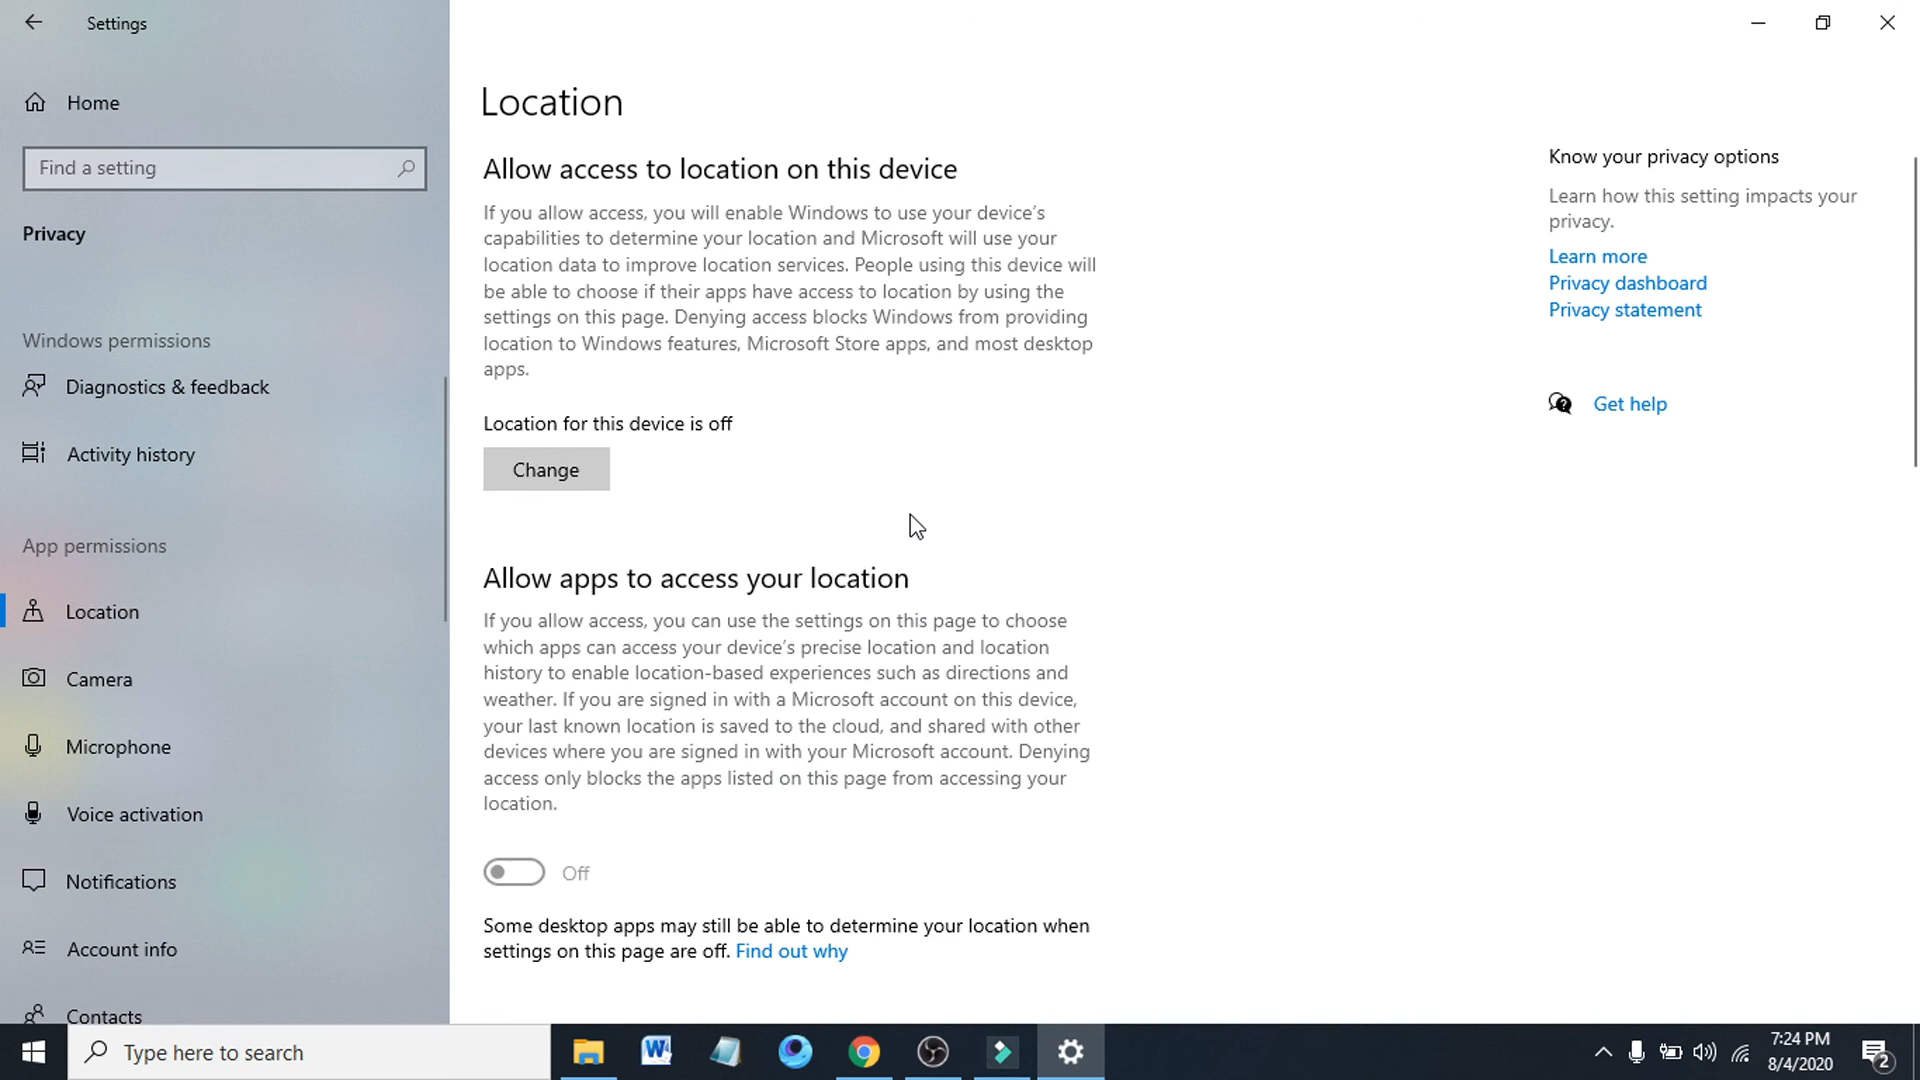 Settings
Home
Find a setting
Privacy
Windows permissions
Diagnostics & feedback
Activity history
App permissions
Location
Camera
Microphone
Voice activation
Notifications
Account info
Contacts
Location
Allow access to location on this device
If you allow access, you will enable Windows to use your device's
capabilities to determine your location and Microsoft will use your
location data to improve location services. People using this device will
be able to choose if their apps have access to location by using the
settings on this page. Denying access blocks Windows from providing
location to Windows features, Microsoft Store apps, and most desktop
apps.
Location for this device is off
Change
Allow apps to access your location
If you allow access, you can use the settings on this page to choose
which apps can access your device's precise location and location
history to enable location-based experiences such as directions and
weather. If you are signed in with a Microsoft account on this device,
your last known location is saved to the cloud, and shared with other
devices where you are signed in with your Microsoft account. Denying
access only blocks the apps listed on this page from accessing your
location.
Off
Some desktop apps may still be able to determine your location when
settings on this page are off. Find out why
Know your privacy options
Learn how this setting impacts your
privacy.
Learn more
Privacy dashboard
Privacy statement
Get help
Type here to search
W
7:24 PM
8/4/2020
2